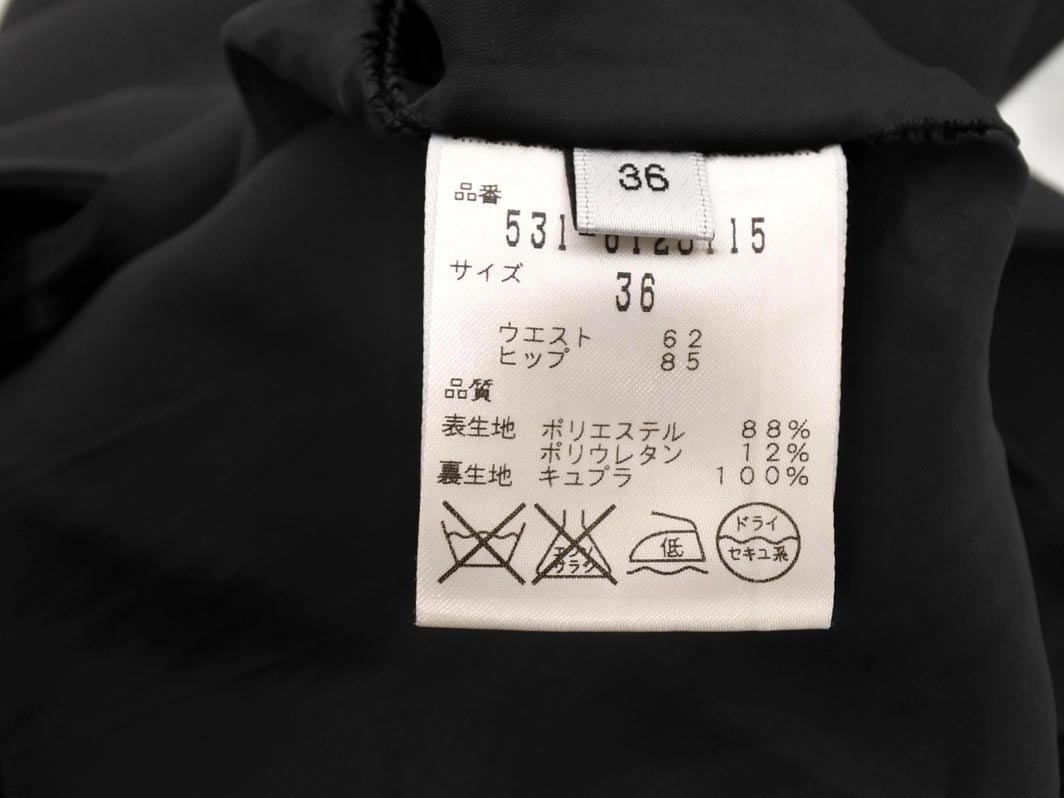 36
品番
サイズ
36
ウエスト 62
ヒップ 85
品質
表生地 ポリエステル 88%
ポリウレタン 12%
裏生地 キュプラ 100%
低
ドライ
セキユ系